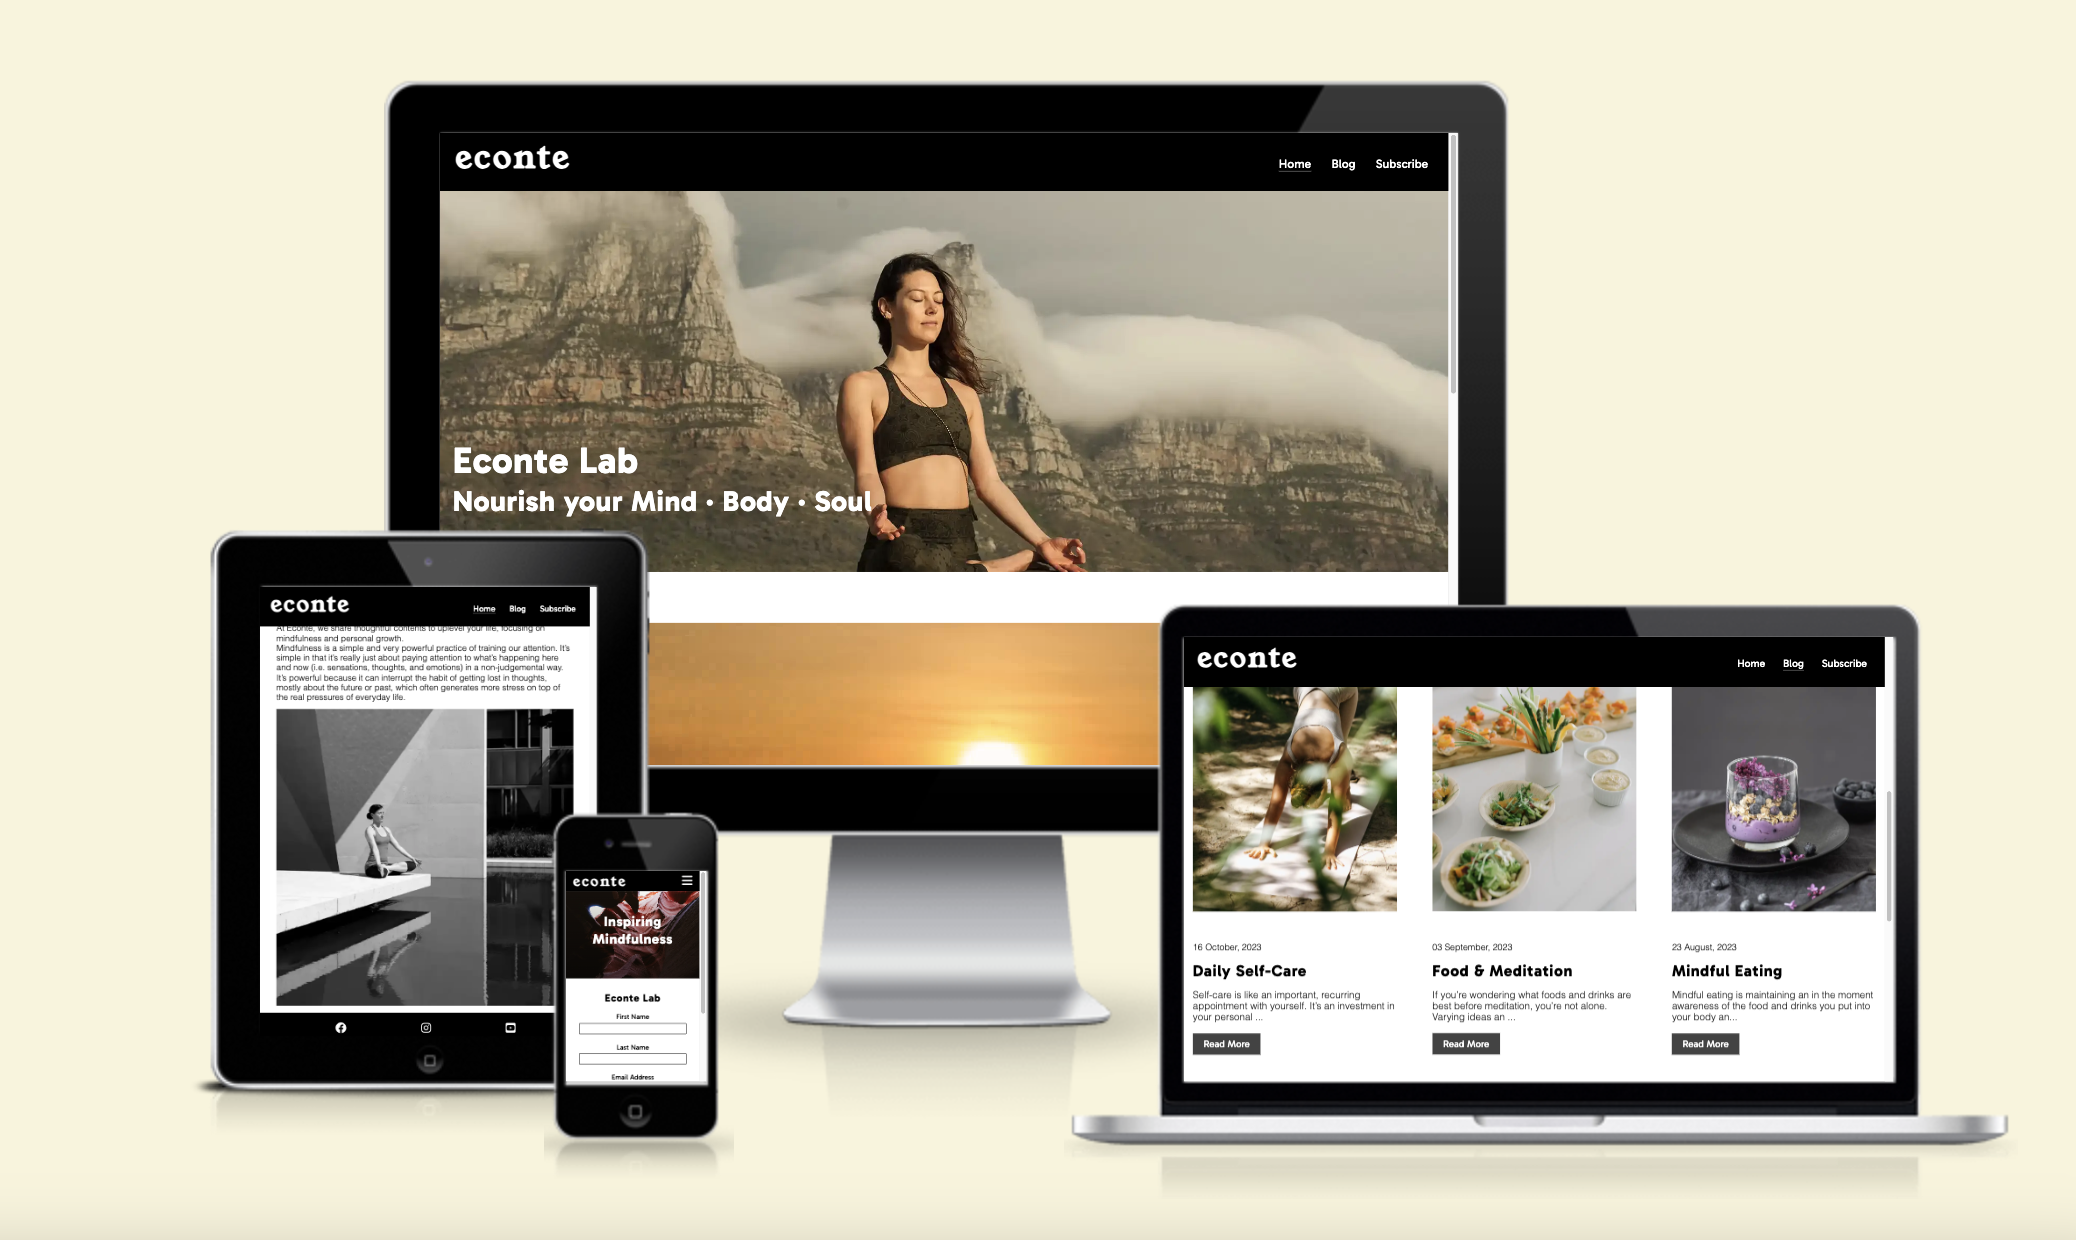 econte
Home Blog Subscribe
Econte Lab
Nourish your Mind · Body · Soul
econte
Home Blog Subscribe
At Econte, we share thoughtful contents to uplevel your life, focusing on
mindfulness and personal growth.
Mindfulness is a simple and very powerful practice of training our attention. It's
simple in that it's really just about paying attention to what's happening here
and now (i.e. sensations, thoughts, and emotions) in a non-judgemental way.
It's powerful because it can interrupt the habit of getting lost in thoughts,
mostly about the future or past, which often generates more stress on top of
the real pressures of everyday life.
econte
Inspiring
Mindfulness
Econte Lab
First Name
Last Name
Email Address
econte
Home Blog Subscribe
16 October, 2023
Daily Self-Care
Self-care is like an important, recurring
appointment with yourself. It's an investment in
your personal ...
Read More
03 September, 2023
Food & Meditation
If you're wondering what foods and drinks are
best before meditation, you're not alone.
Varying ideas an ...
Read More
23 August, 2023
Mindful Eating
Mindful eating is maintaining an in the moment
awareness of the food and drinks you put into
your body an...
Read More